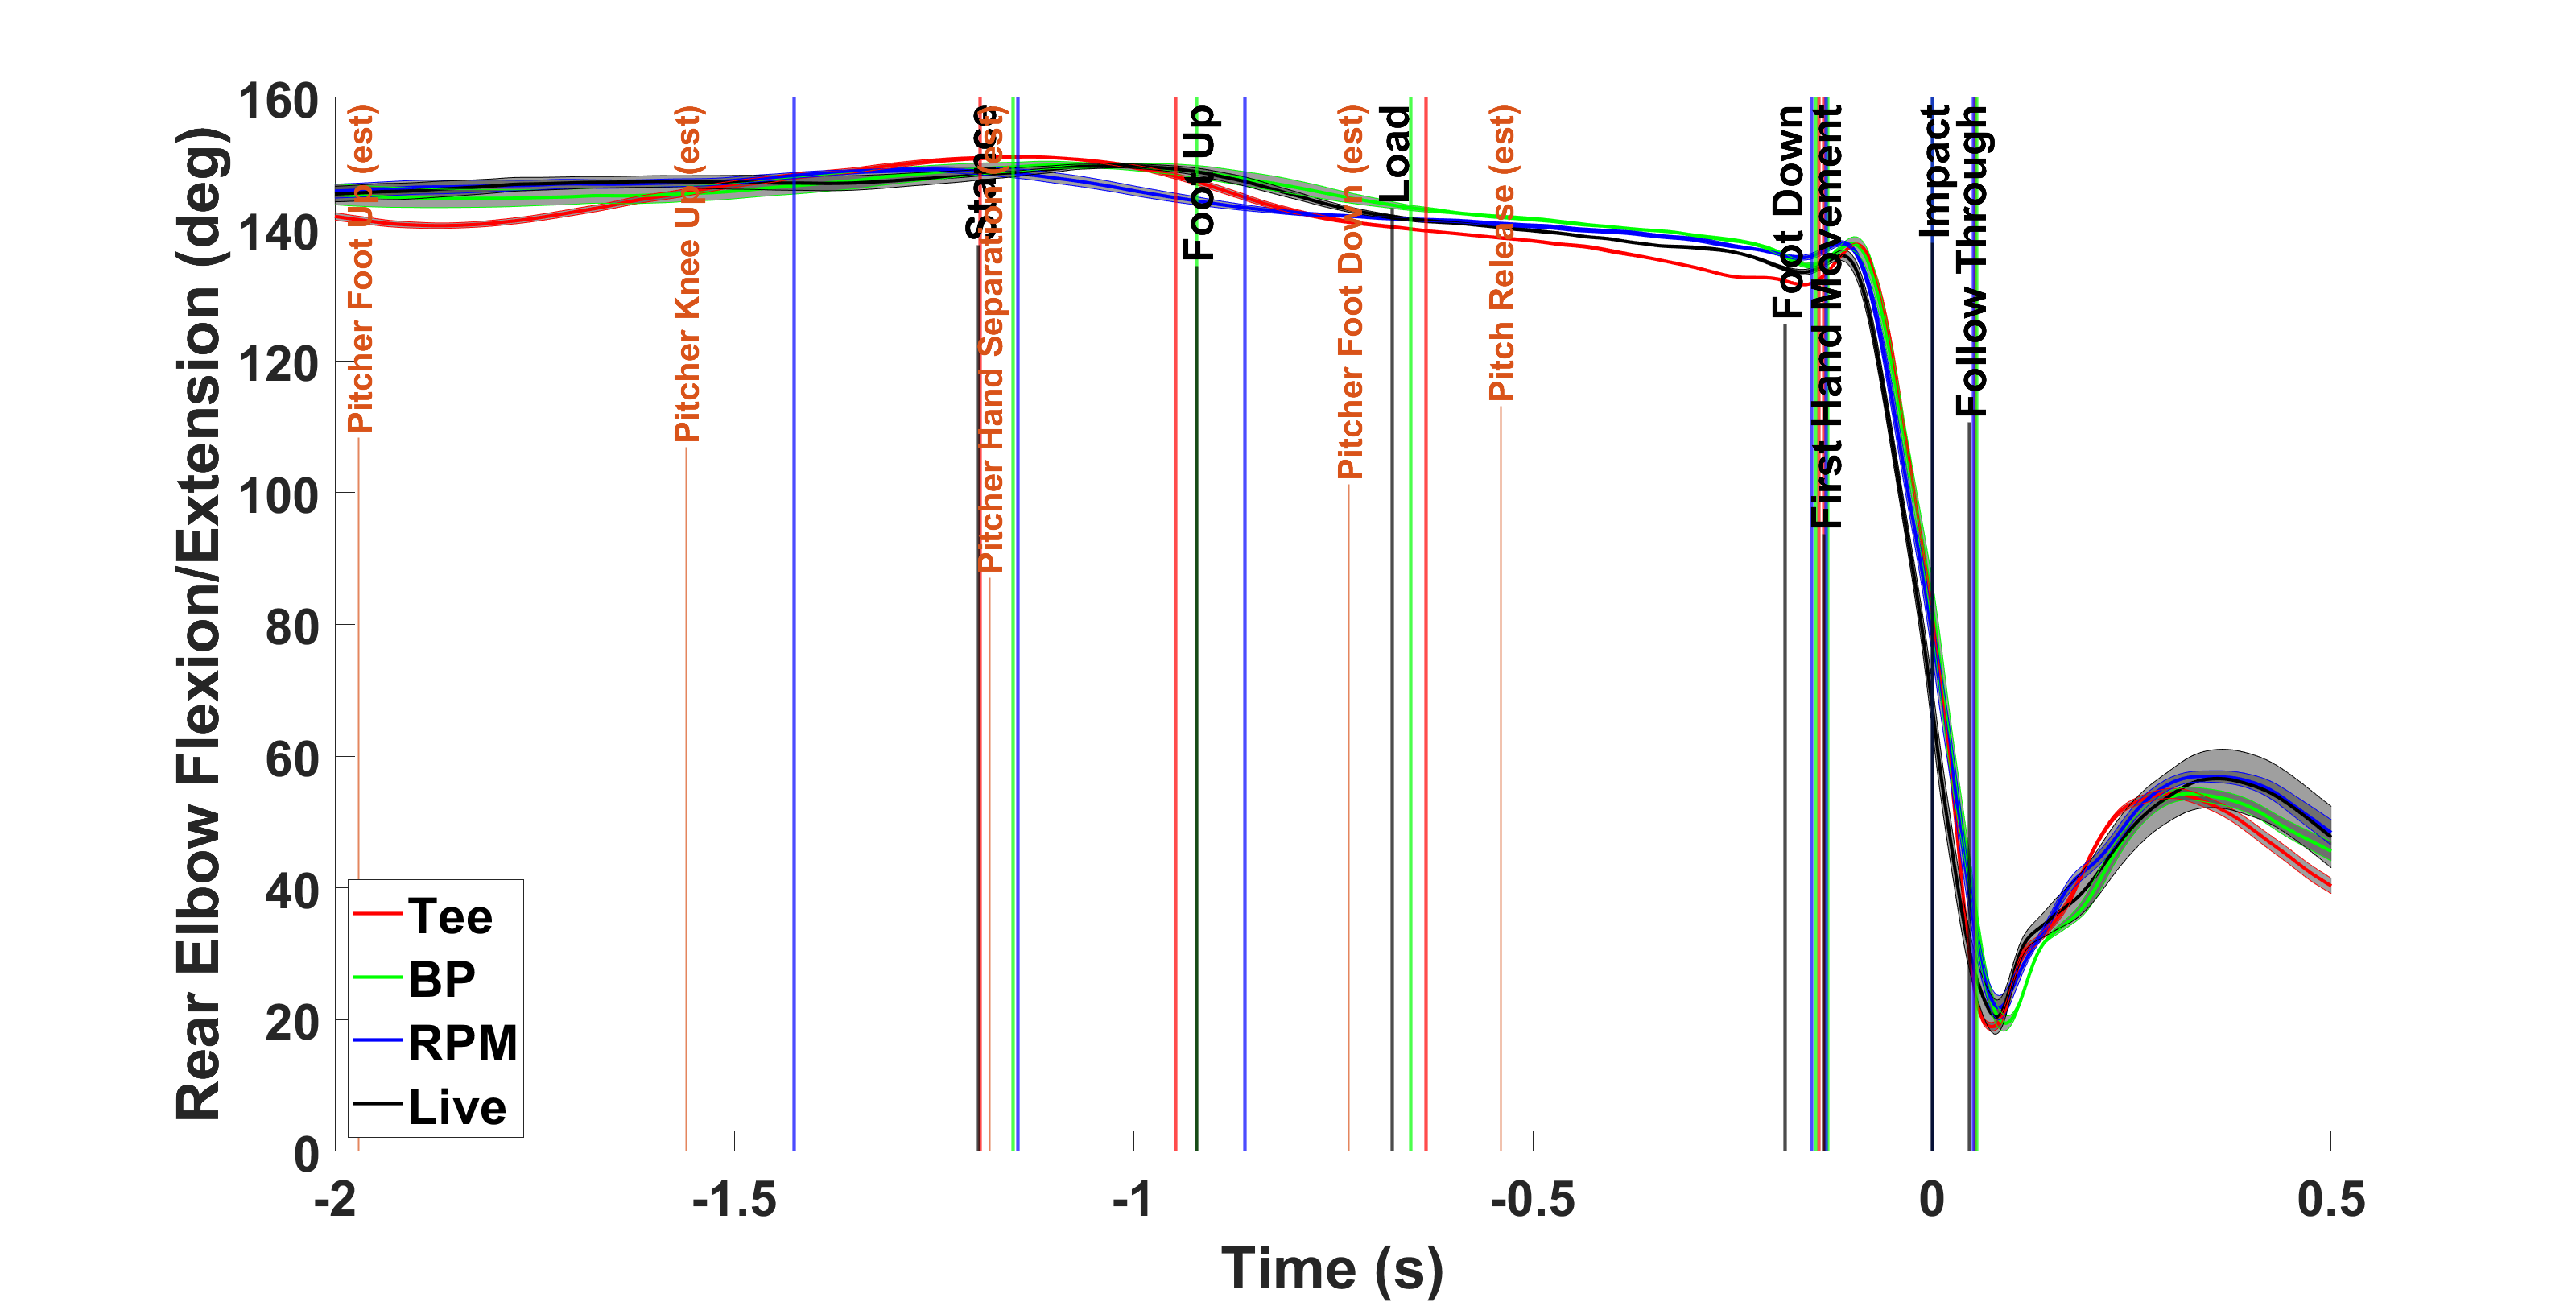 Rear Elbow Flexion/Extension (deg)
160
140
120
100
80
60
40
20
0
Pitcher Foot Up (est)
Pitcher Knee Up (est)
Stance
Pitcher Hand Separation (est)
Foot Up
Pitcher Foot Down (est)
Load
Pitch Release (est)
Foot Down
First Hand Movement
Impact
Follow Through
Tee
BP
RPM
Live
-2
-1.5
-1
-0.5
0
0.5
Time (s)